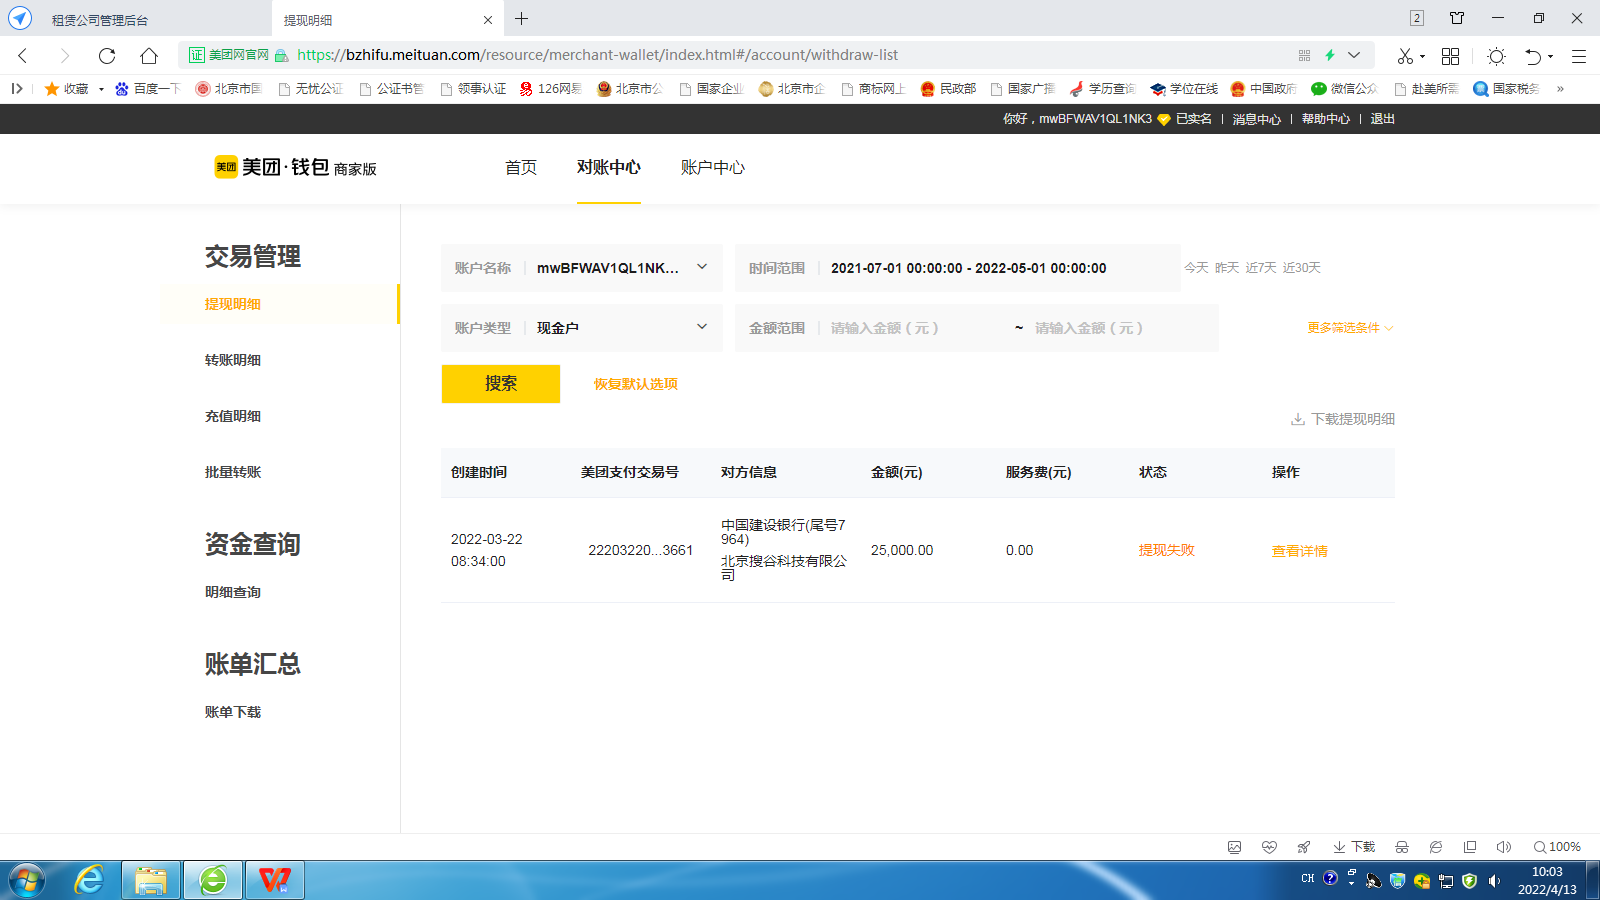 租赁公司管理后台
提现明细
2
证 美团网官网 https://bzhifu.meituan.com/resource/merchant-wallet/index.html#/account/withdraw-list
收藏 百度一下 北京市国 无忧公证 公证书管 领事认证 126网易 北京市公 国家企业 北京市企 商标网上 民政部 国家广播 学历查询 学位在线 中国政府 微信公众 赴美所需 国家税务 »
你好，mwBFWAV1QL1NK3 已实名 | 消息中心 | 帮助中心 | 退出
美团 美团·钱包 商家版 首页 对账中心 账户中心
交易管理
提现明细
转账明细
充值明细
批量转账
资金查询
明细查询
账单汇总
账单下载
账户名称 mwBFWAV1QL1NK... 时间范围 2021-07-01 00:00:00 - 2022-05-01 00:00:00 今天 昨天 近7天 近30天
账户类型 现金户 金额范围 请输入金额（元） ~ 请输入金额（元） 更多筛选条件
搜索 恢复默认选项
下载提现明细
创建时间 美团支付交易号 对方信息 金额(元) 服务费(元) 状态 操作
2022-03-22
08:34:00
22203220...3661
中国建设银行(尾号7
964)
北京搜谷科技有限公
司
25,000.00 0.00 提现失败 查看详情
下载 100%
CH
10:03
2022/4/13